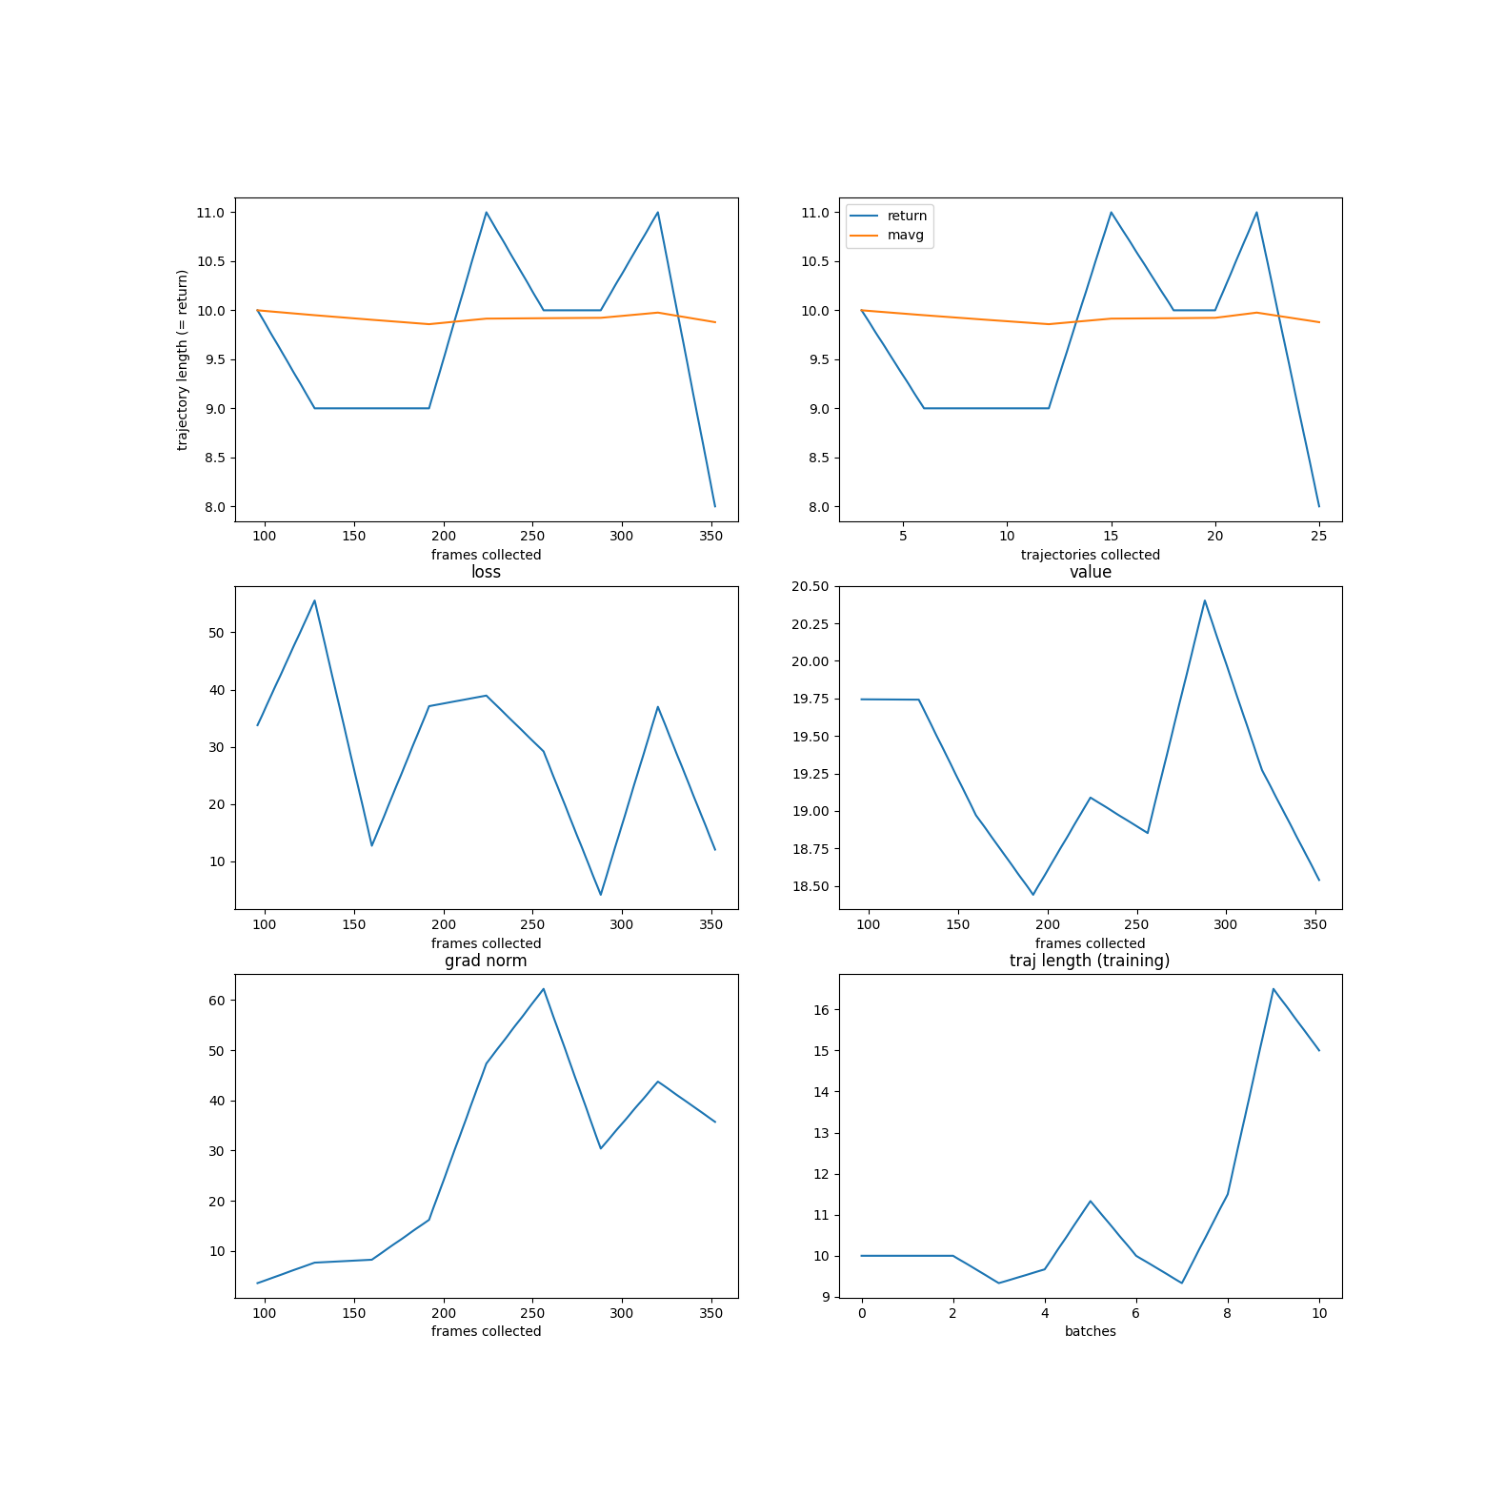 11.0
10.5
10.0
9.5
9.0
8.5
8.0
trajectory length (= return)
100 150 200 250 300 350
frames collected
return
mavg
11.0
10.5
10.0
9.5
9.0
8.5
8.0
5 10 15 20 25
trajectories collected
loss
50
40
30
20
10
100 150 200 250 300 350
frames collected
value
20.50
20.25
20.00
19.75
19.50
19.25
19.00
18.75
18.50
100 150 200 250 300 350
frames collected
grad norm
60
50
40
30
20
10
100 150 200 250 300 350
frames collected
traj length (training)
16
15
14
13
12
11
10
9
0 2 4 6 8 10
batches